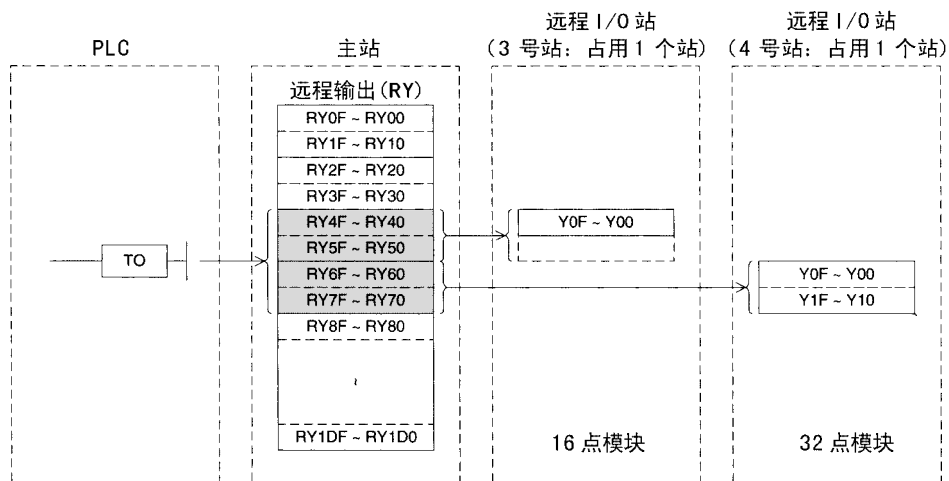 PLC
主站
远程 I/O 站
(3 号站: 占用 1 个站)
远程 I/O 站
(4 号站: 占用 1 个站)
远程输出(RY)
RY0F ~ RY00
RY1F ~ RY10
RY2F ~ RY20
RY3F ~ RY30
RY4F ~ RY40
RY5F ~ RY50
RY6F ~ RY60
RY7F ~ RY70
RY8F ~ RY80
~
RY1DF ~ RY1D0
TO
Y0F ~ Y00
Y0F ~ Y00
Y1F ~ Y10
16 点模块
32 点模块